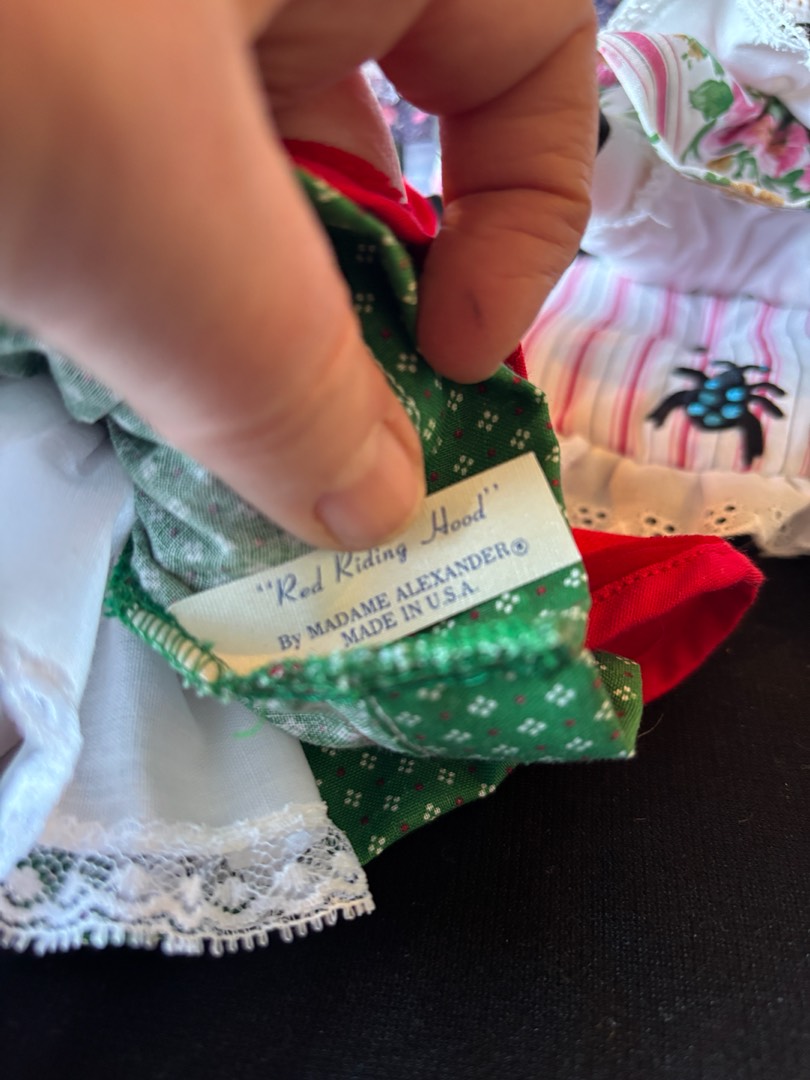 "Red Riding Hood"
By MADAME ALEXANDER®
MADE IN U.S.A.